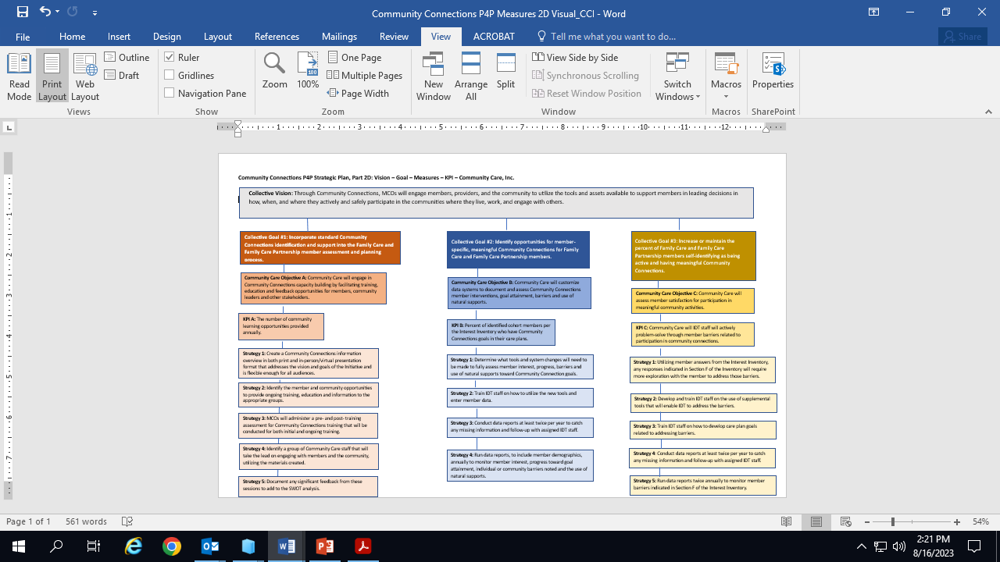 Community Connections P4P Measures 2D Visual_CCI - Word
File Home Insert Design Layout References Mailings Review View ACROBAT Tell me what you want to do... Share
Read Mode
Print Layout
Web Layout
Outline
Draft
Views
Ruler
Gridlines
Navigation Pane
Show
Zoom
100
100%
One Page
Multiple Pages
Page Width
Zoom
New Window
Arrange All
Split
View Side by Side
Synchronous Scrolling
Reset Window Position
Window
Switch Windows
Macros
Macros
Properties
SharePoint
L
1 2 3 4 5 6 7 8 9 10 11 12
1
2
3
4
5
6
7
Community Connections P4P Strategic Plan, Part 2D: Vision – Goal – Measures – KPI – Community Care, Inc.
Collective Vision: Through Community Connections, MCOs will engage members, providers, and the community to utilize the tools and assets available to support members in leading decisions in
how, when, and where they actively and safely participate in the communities where they live, work, and engage with others.
Collective Goal #1: Incorporate standard Community
Connections identification and support into the Family Care and
Family Care Partnership member assessment and planning
process.
Community Care Objective A: Community Care will engage in
Community Connections capacity building by facilitating training,
education and feedback opportunities for members, community
leaders and other stakeholders.
KPI A: The number of community
learning opportunities provided
annually.
Strategy 1: Create a Community Connections information
overview in both print and in-person/virtual presentation
format that addresses the vision and goals of the Initiative and
is flexible enough for all audiences.
Strategy 2: Identify the member and community opportunities
to provide ongoing training, education and information to the
appropriate groups.
Strategy 3: MCOs will administer a pre- and post- training
assessment for Community Connections training that will be
conducted for both initial and ongoing training.
Strategy 4: Identify a group of Community Care staff that will
take the lead on engaging with members and the community,
utilizing the materials created.
Strategy 5: Document any significant feedback from these
sessions to add to the SWOT analysis.
Collective Goal #2: Identify opportunities for member-
specific, meaningful Community Connections for Family
Care and Family Care Partnership members.
Community Care Objective B: Community Care will customize
data systems to document and assess Community Connections
member interventions, goal attainment, barriers and use of
natural supports.
KPI B: Percent of identified cohort members per
the Interest Inventory who have Community
Connections goals in their care plans.
Strategy 1: Determine what tools and system changes will need to
be made to fully assess member interest, progress, barriers and
use of natural supports toward Community Connection goals.
Strategy 2: Train IDT staff on how to utilize the new tools and
enter member data.
Strategy 3: Conduct data reports at least twice per year to catch
any missing information and follow-up with assigned IDT staff.
Strategy 4: Run data reports, to include member demographics,
annually to monitor member interest, progress toward goal
attainment, individual or community barriers noted and the use of
natural supports.
Collective Goal #3: Increase or maintain the
percent of Family Care and Family Care
Partnership members self-identifying as being
active and having meaningful Community
Connections.
Community Care Objective C: Community Care will
assess member satisfaction for participation in
meaningful community activities.
KPI C: Community Care will IDT staff will actively
problem-solve through member barriers related to
participation in community connections.
Strategy 1: Utilizing member answers from the Interest Inventory,
any responses indicated in Section F of the Inventory will require
more exploration with the member to address those barriers.
Strategy 2: Develop and train IDT staff on the use of supplemental
tools that will enable IDT to address the barriers.
Strategy 3: Train IDT staff on how to develop care plan goals
related to addressing barriers.
Strategy 4: Conduct data reports at least twice per year to catch
any missing information and follow-up with assigned IDT staff.
Strategy 5: Run data reports twice annually to monitor member
barriers indicated in Section F of the Interest Inventory.
Page 1 of 1 561 words 54%
2:21 PM
8/16/2023